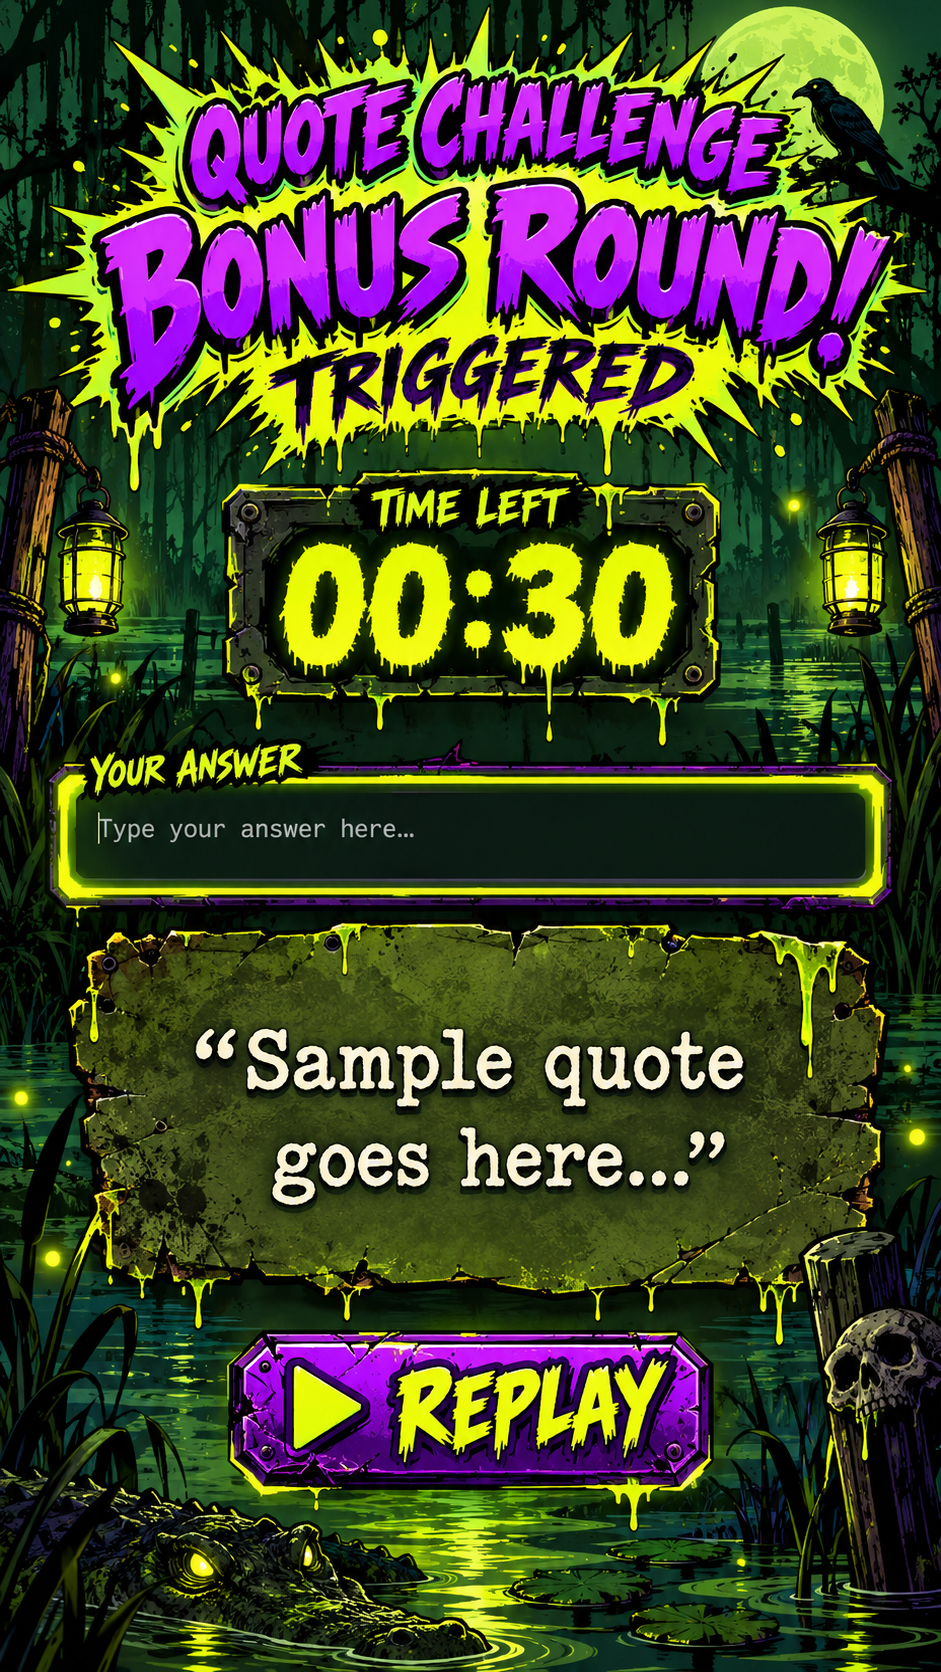 QUOTE CHALLENGE
BONUS ROUND!
TRIGGERED
TIME LEFT
00:30
YOUR ANSWER
Type your answer here...
“Sample quote
goes here...”
REPLAY